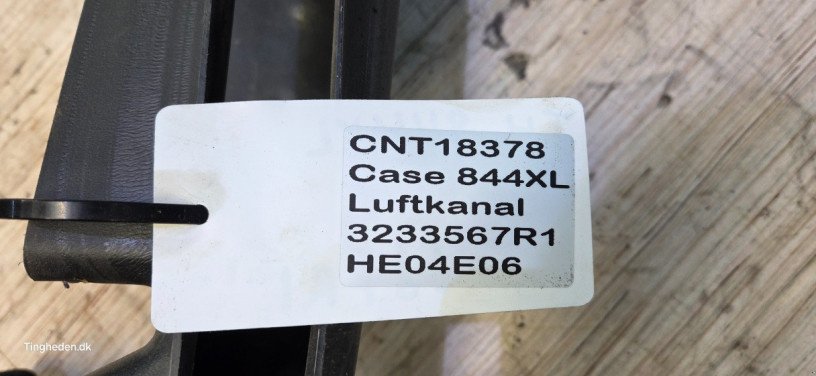 CNT18378
Case 844XL
Luftkanal
3233567R1
HE04E06
Tingheden.dk